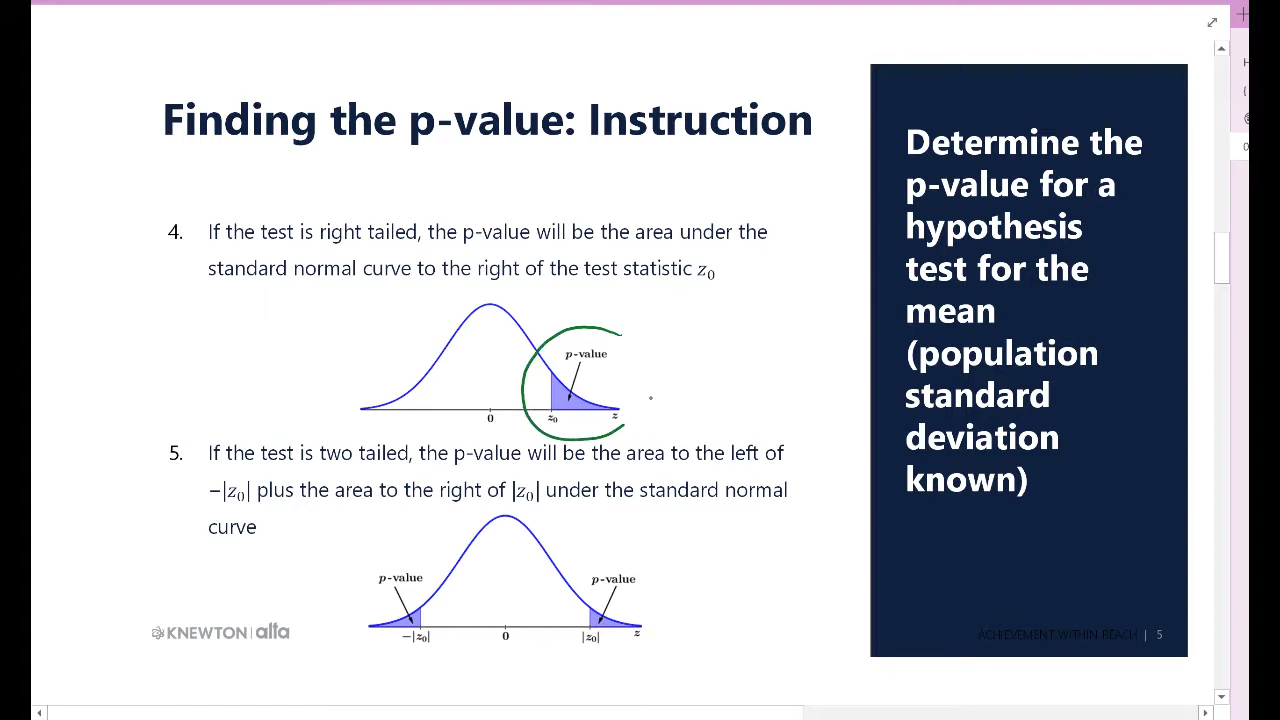 Finding the p-value: Instruction
4. If the test is right tailed, the p-value will be the area under the
standard normal curve to the right of the test statistic z₀
p-value
0 z₀ z
5. If the test is two tailed, the p-value will be the area to the left of
−|z₀| plus the area to the right of |z₀| under the standard normal
curve
p-value p-value
−|z₀| 0 |z₀| z
KNEWTON | alta
Determine the
p-value for a
hypothesis
test for the
mean
(population
standard
deviation
known)
ACHIEVEMENT WITHIN REACH | 5